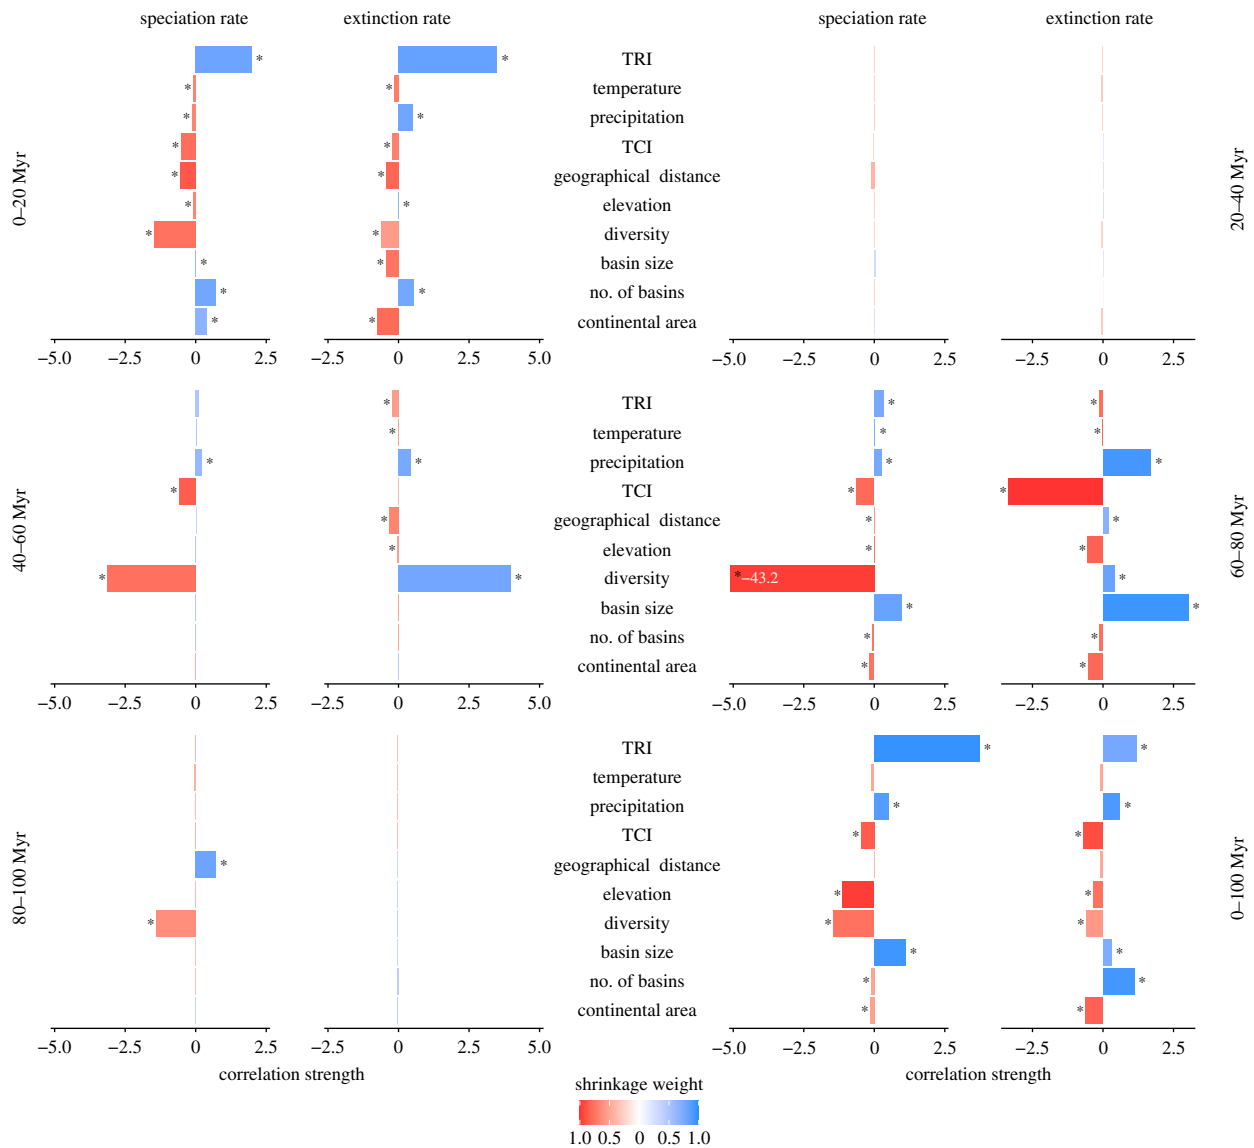 speciation rate extinction rate speciation rate extinction rate
0–20 Myr
20–40 Myr
TRI
temperature
precipitation
TCI
geographical distance
elevation
diversity
basin size
no. of basins
continental area
−5.0 −2.5 0 2.5 −2.5 0 2.5 5.0 −5.0 −2.5 0 2.5 −2.5 0 2.5
40–60 Myr
60–80 Myr
TRI
temperature
precipitation
TCI
geographical distance
elevation
diversity
*−43.2
basin size
no. of basins
continental area
−5.0 −2.5 0 2.5 −2.5 0 2.5 5.0 −5.0 −2.5 0 2.5 −2.5 0 2.5
80–100 Myr
0–100 Myr
TRI
temperature
precipitation
TCI
geographical distance
elevation
diversity
basin size
no. of basins
continental area
−5.0 −2.5 0 2.5 −2.5 0 2.5 5.0 −5.0 −2.5 0 2.5 −2.5 0 2.5
correlation strength correlation strength
shrinkage weight
1.0 0.5 0 0.5 1.0